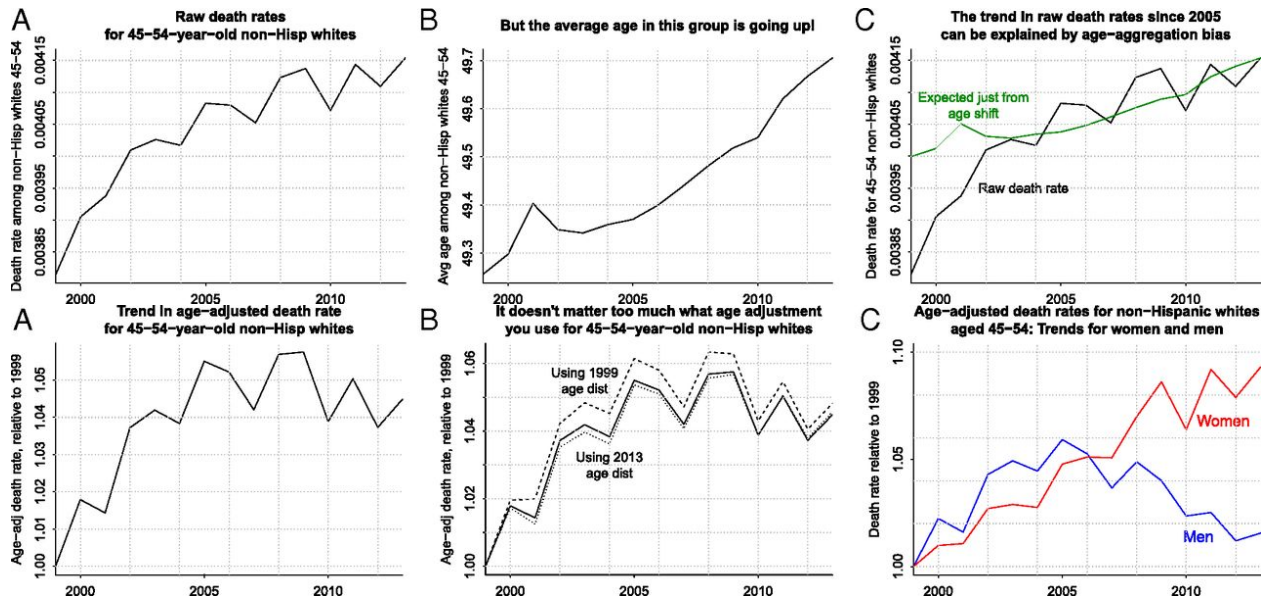 A
Raw death rates
for 45−54−year−old non−Hisp whites
Death rate among non−Hisp whites 45−54
0.00415
0.00405
0.00395
0.00385
2000 2005 2010
B
But the average age in this group is going up!
Avg age among non−Hisp whites 45−54
49.7
49.6
49.5
49.4
49.3
2000 2005 2010
C
The trend in raw death rates since 2005
can be explained by age−aggregation bias
Death rate for 45−54 non−Hisp whites
0.00415
0.00405
0.00395
0.00385
Expected just from
age shift
Raw death rate
2000 2005 2010
A
Trend in age−adjusted death rate
for 45−54−year−old non−Hisp whites
Age−adj death rate, relative to 1999
1.05
1.04
1.03
1.02
1.01
1.00
2000 2005 2010
B
It doesn't matter too much what age adjustment
you use for 45−54−year−old non−Hisp whites
Age−adj death rate, relative to 1999
1.06
1.04
1.02
1.00
Using 1999
age dist
Using 2013
age dist
2000 2005 2010
C
Age−adjusted death rates for non−Hispanic whites
aged 45−54: Trends for women and men
Death rate relative to 1999
1.10
1.05
1.00
Women
Men
2000 2005 2010